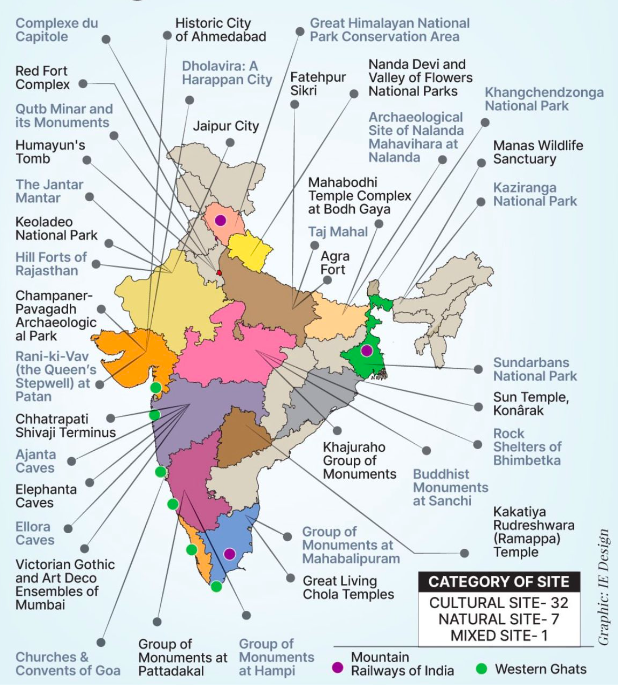 Complexe du
Capitole
Historic City
of Ahmedabad
Great Himalayan National
Park Conservation Area
Red Fort
Complex
Dholavira: A
Harappan City
Fatehpur
Sikri
Nanda Devi and
Valley of Flowers
National Parks
Khangchendzonga
National Park
Qutb Minar and
its Monuments
Jaipur City
Archaeological
Site of Nalanda
Mahavihara at
Nalanda
Manas Wildlife
Sanctuary
Humayun's
Tomb
Mahabodhi
Temple Complex
at Bodh Gaya
Kaziranga
National Park
The Jantar
Mantar
Taj Mahal
Keoladeo
National Park
Agra
Fort
Hill Forts of
Rajasthan
Champaner-
Pavagadh
Archaeologic
al Park
Rani-ki-Vav
(the Queen's
Stepwell) at
Patan
Sundarbans
National Park
Sun Temple,
Konârak
Chhatrapati
Shivaji Terminus
Khajuraho
Group of
Monuments
Rock
Shelters of
Bhimbetka
Ajanta
Caves
Buddhist
Monuments
at Sanchi
Elephanta
Caves
Kakatiya
Rudreshwara
(Ramappa)
Temple
Ellora
Caves
Group of
Monuments at
Mahabalipuram
Victorian Gothic
and Art Deco
Ensembles of
Mumbai
Great Living
Chola Temples
CATEGORY OF SITE
CULTURAL SITE- 32
NATURAL SITE- 7
MIXED SITE- 1
Graphic: IE Design
Churches &
Convents of Goa
Group of
Monuments at
Pattadakal
Group of
Monuments
at Hampi
Mountain
Railways of India
Western Ghats